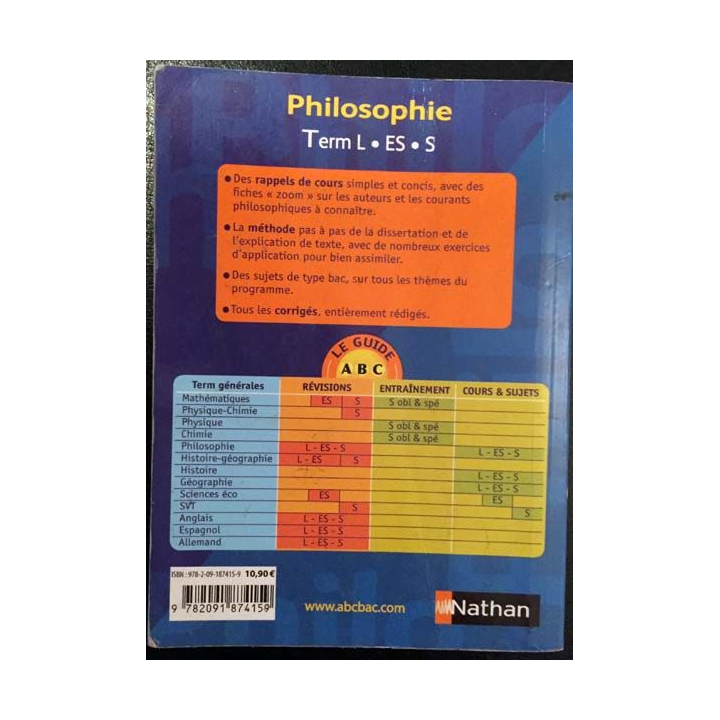 Philosophie
Term L • ES • S
• Des rappels de cours simples et concis, avec des
fiches « zoom » sur les auteurs et les courants
philosophiques à connaître.
• La méthode pas à pas de la dissertation et de
l'explication de texte, avec de nombreux exercices
d'application pour bien assimiler.
• Des sujets de type bac, sur tous les thèmes du
programme.
• Tous les corrigés, entièrement rédigés.
LE GUIDE
ABC
Term générales RÉVISIONS ENTRAÎNEMENT COURS & SUJETS
Mathématiques ES S S obl & spé
Physique-Chimie S
Physique S obl & spé
Chimie S obl & spé
Philosophie L - ES - S L - ES - S
Histoire-géographie L - ES S
Histoire L - ES - S
Géographie L - ES - S
Sciences éco ES ES
SVT S S
Anglais L - ES - S
Espagnol L - ES - S
Allemand L - ES - S
ISBN : 978-2-09-187415-9 10,90 €
9 782091 874159
www.abcbac.com
Nathan